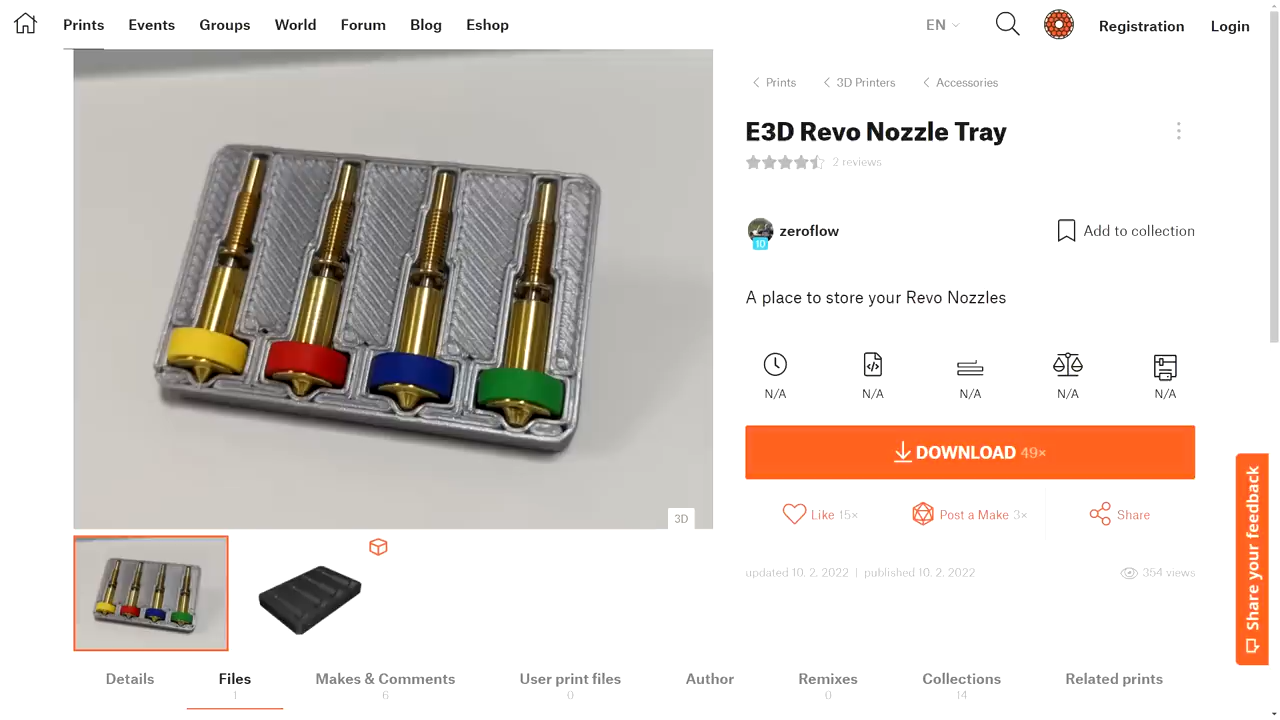 Prints Events Groups World Forum Blog Eshop EN Registration Login
Prints 3D Printers Accessories
E3D Revo Nozzle Tray
2 reviews
zeroflow
10
Add to collection
A place to store your Revo Nozzles
N/A N/A N/A N/A N/A
DOWNLOAD 49×
Like 15× Post a Make 3× Share
3D
updated 10. 2. 2022 | published 10. 2. 2022 354 views
Share your feedback
Details Files Makes & Comments User print files Author Remixes Collections Related prints
1 6 0 0 14